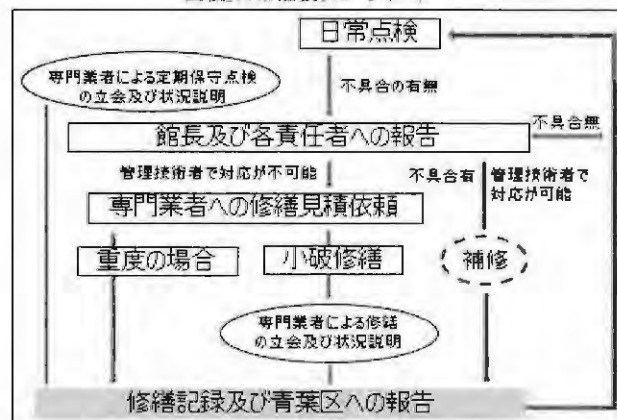 日常点検
専門業者による定期保守点検
の立会及び状況説明
不具合の有無
館長及び各責任者への報告
不具合無
管理技術者で対応が不可能
不具合有
管理技術者で
対応が可能
専門業者への修繕見積依頼
重度の場合
小破修繕
補修
専門業者による修繕
の立会及び状況説明
修繕記録及び青葉区への報告